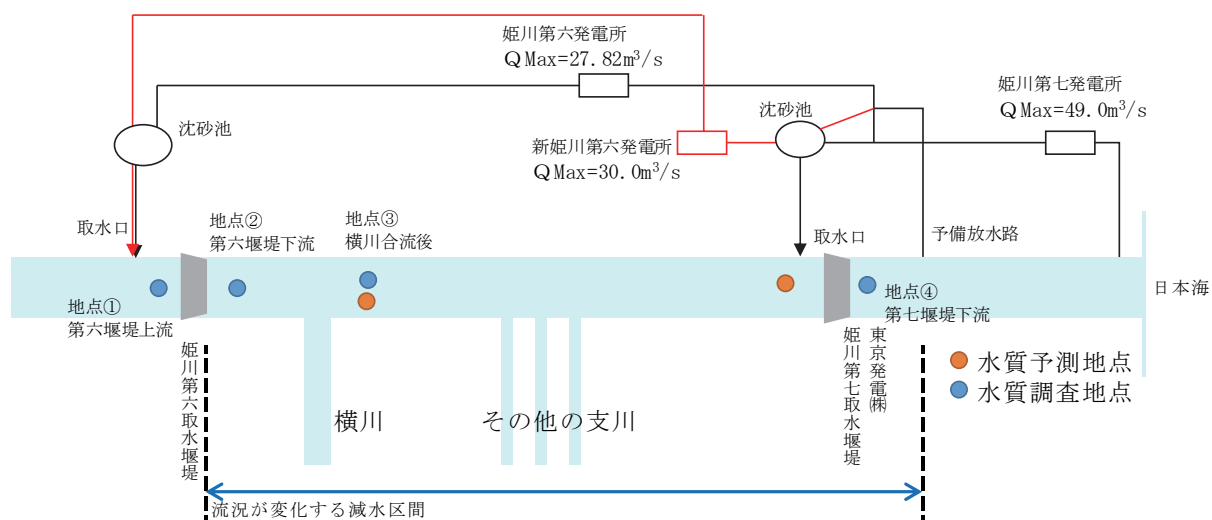 姫川第六発電所
QMax=27.82m³/s
姫川第七発電所
QMax=49.0m³/s
沈砂池
沈砂池
新姫川第六発電所
QMax=30.0m³/s
取水口
地点②
第六堰堤下流
地点③
横川合流後
取水口
予備放水路
地点①
第六堰堤上流
地点④
第七堰堤下流
日本海
姫川第六取水堰堤
横川
その他の支川
東京発電㈱
姫川第七取水堰堤
水質予測地点
水質調査地点
流況が変化する減水区間